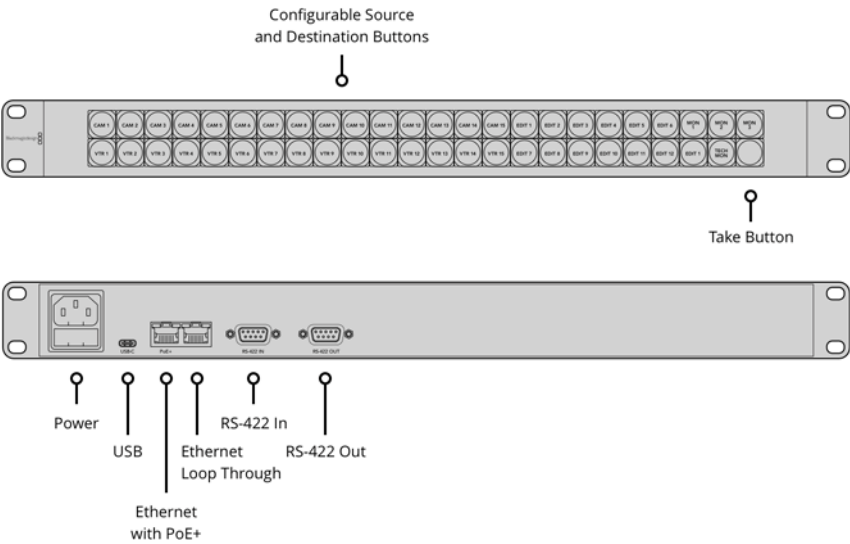 Configurable Source
and Destination Buttons
CAM 1 CAM 2 CAM 3 CAM 4 CAM 5 CAM 6 CAM 7 CAM 8 CAM 9 CAM 10 CAM 11 CAM 12 CAM 13 CAM 14 CAM 15 EDIT 1 EDIT 2 EDIT 3 EDIT 4 EDIT 5 EDIT 6 MON 1 MON 2 MON 3
VTR 1 VTR 2 VTR 3 VTR 4 VTR 5 VTR 6 VTR 7 VTR 8 VTR 9 VTR 10 VTR 11 VTR 12 VTR 13 VTR 14 VTR 15 EDIT 7 EDIT 8 EDIT 9 EDIT 10 EDIT 11 EDIT 12 EDIT 1 TECH MON
Take Button
USB-C PoE+ RS-422 IN RS-422 OUT
Power
USB
Ethernet
with PoE+
Ethernet
Loop Through
RS-422 In
RS-422 Out